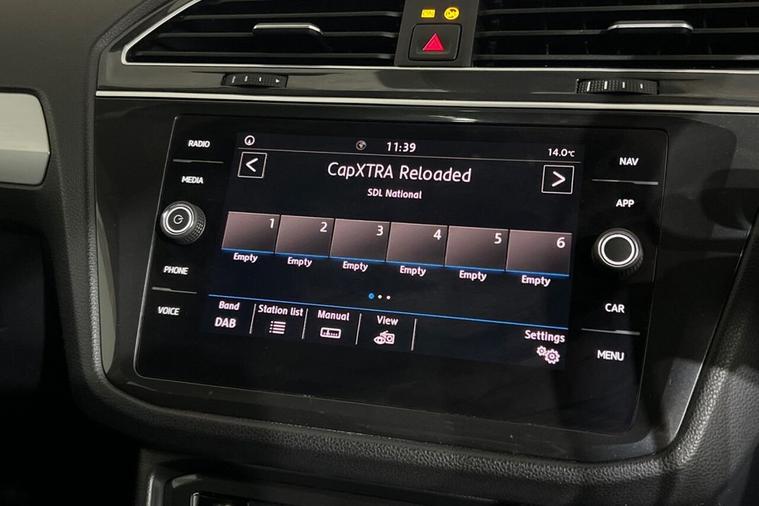 11:39
14.0°C
RADIO
MEDIA
PHONE
VOICE
CapXTRA Reloaded
SDL National
1 2 3 4 5 6
Empty Empty Empty Empty Empty Empty
Band
DAB
Station list
Manual
View
Settings
NAV
APP
CAR
MENU